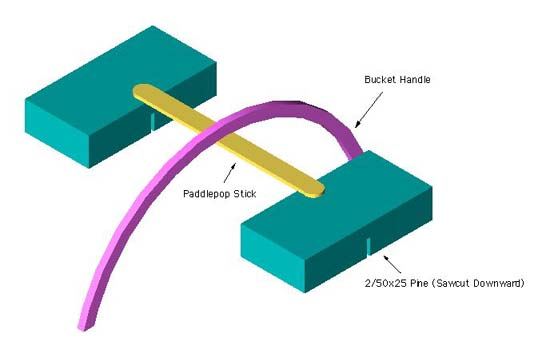 Bucket Handle
Paddlepop Stick
2/50x25 Pine (Sawcut Downward)